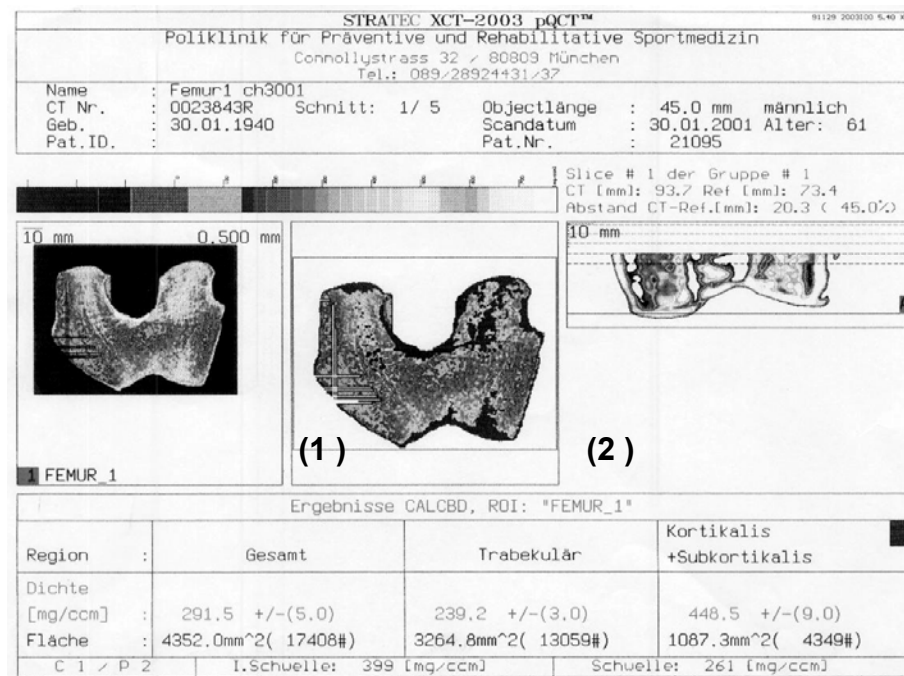 STRATEC XCT-2003 pQCT™
Poliklinik für Präventive und Rehabilitative Sportmedizin
Connollystrass 32 / 80809 München
Tel.: 089/28924431/37
Name : Femur1 ch3001
CT Nr. : 0023843R Schnitt: 1/ 5 Objectlänge : 45.0 mm männlich
Geb. : 30.01.1940 Scandatum : 30.01.2001 Alter: 61
Pat.ID. : Pat.Nr. : 21095
Slice # 1 der Gruppe # 1
CT [mm]: 93.7 Ref [mm]: 73.4
Abstand CT-Ref.[mm]: 20.3 ( 45.0%)
10 mm 0.500 mm
10 mm
(1 ) (2 )
1 FEMUR_1
Ergebnisse CALCBD, ROI: "FEMUR_1"
Region : Gesamt Trabekulär Kortikalis
+Subkortikalis
Dichte
[mg/ccm] : 291.5 +/-(5.0) 239.2 +/-(3.0) 448.5 +/-(9.0)
Fläche : 4352.0mm^2( 17408#) 3264.8mm^2( 13059#) 1087.3mm^2( 4349#)
C 1 / P 2 I.Schwelle: 399 [mg/ccm] Schwelle: 261 [mg/ccm]